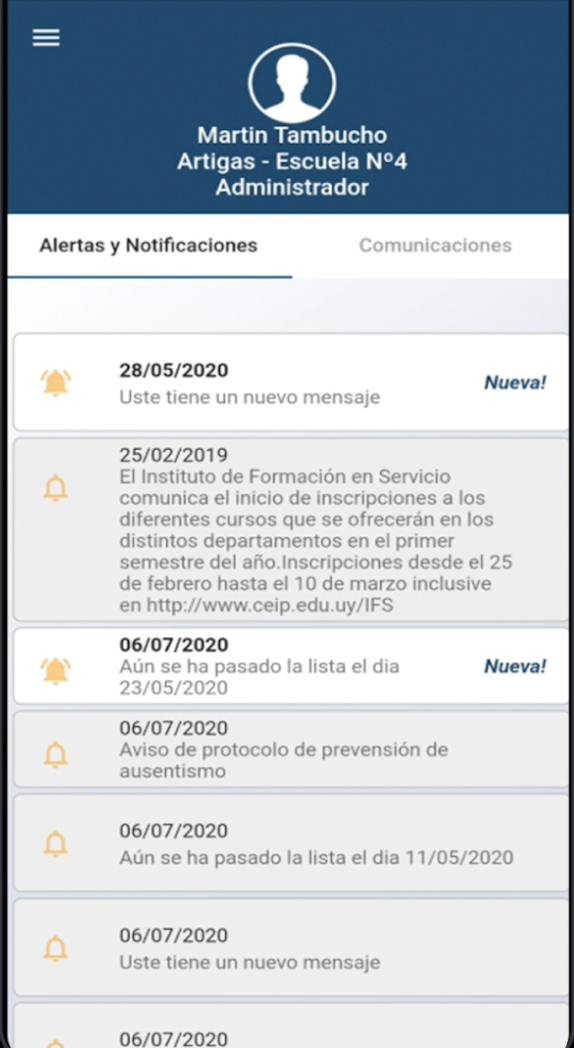 Martin Tambucho
Artigas - Escuela Nº4
Administrador
Alertas y Notificaciones
Comunicaciones
28/05/2020
Uste tiene un nuevo mensaje
Nueva!
25/02/2019
El Instituto de Formación en Servicio
comunica el inicio de inscripciones a los
diferentes cursos que se ofrecerán en los
distintos departamentos en el primer
semestre del año.Inscripciones desde el 25
de febrero hasta el 10 de marzo inclusive
en http://www.ceip.edu.uy/IFS
06/07/2020
Aún se ha pasado la lista el dia
23/05/2020
Nueva!
06/07/2020
Aviso de protocolo de prevensión de
ausentismo
06/07/2020
Aún se ha pasado la lista el dia 11/05/2020
06/07/2020
Uste tiene un nuevo mensaje
06/07/2020